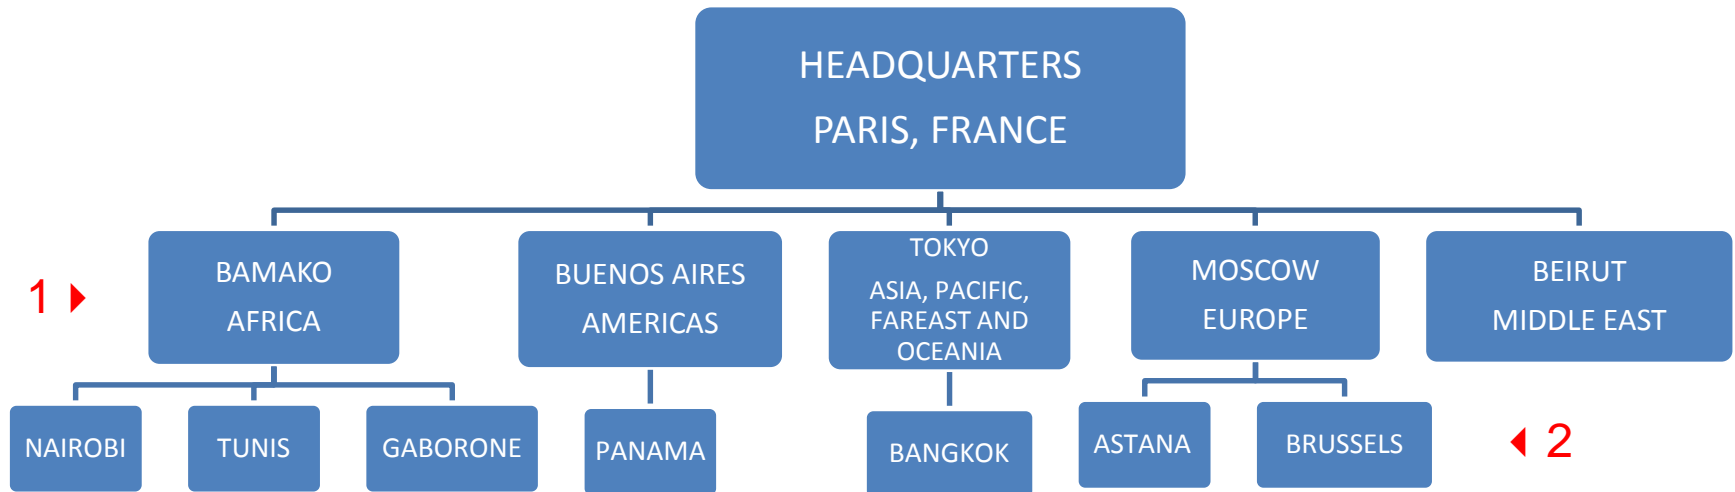 HEADQUARTERS
PARIS, FRANCE
1
BAMAKO
AFRICA
BUENOS AIRES
AMERICAS
TOKYO
ASIA, PACIFIC,
FAREAST AND
OCEANIA
MOSCOW
EUROPE
BEIRUT
MIDDLE EAST
NAIROBI
TUNIS
GABORONE
PANAMA
BANGKOK
ASTANA
BRUSSELS
2